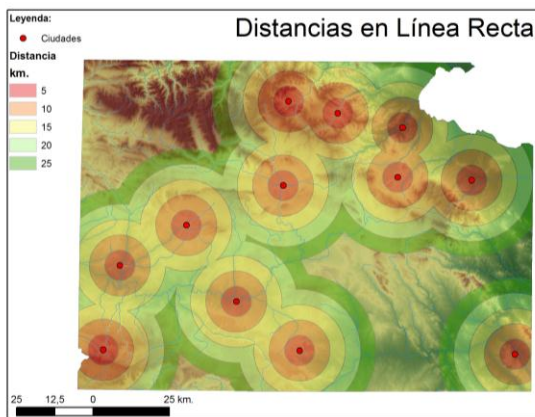 Distancias en Línea Recta
Leyenda:
Ciudades
Distancia
km.
5
10
15
20
25
25 12,5 0 25 km.